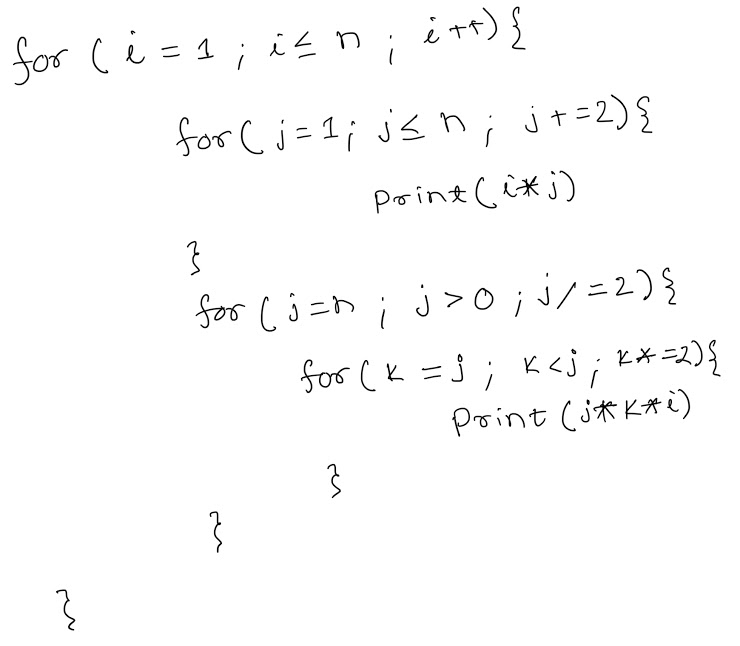 for ( i = 1 ; i ≤ n ; i++) {
for ( j = 1 ; j ≤ n ; j += 2) {
print( i * j )
}
for ( j = n ; j > 0 ; j /= 2) {
for ( k = j ; k < j ; k *= 2) {
print ( j * k * i )
}
}
}